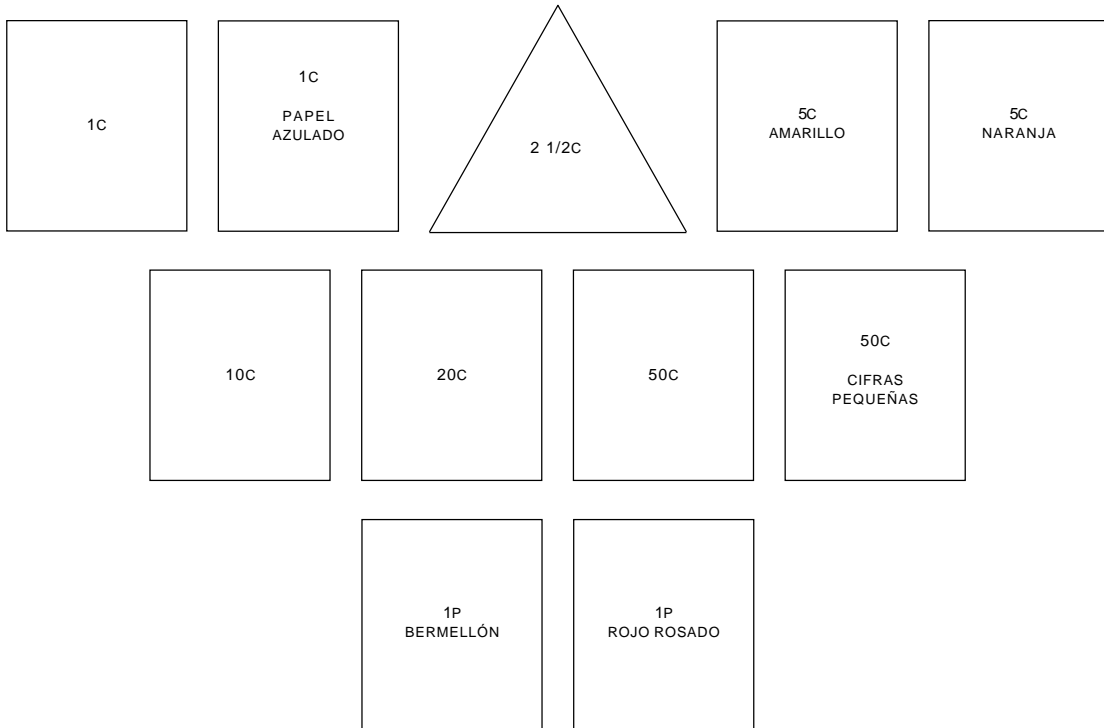 1C
1C
PAPEL
AZULADO
2 1/2C
5C
AMARILLO
5C
NARANJA
10C
20C
50C
50C
CIFRAS
PEQUEÑAS
1P
BERMELLÓN
1P
ROJO ROSADO